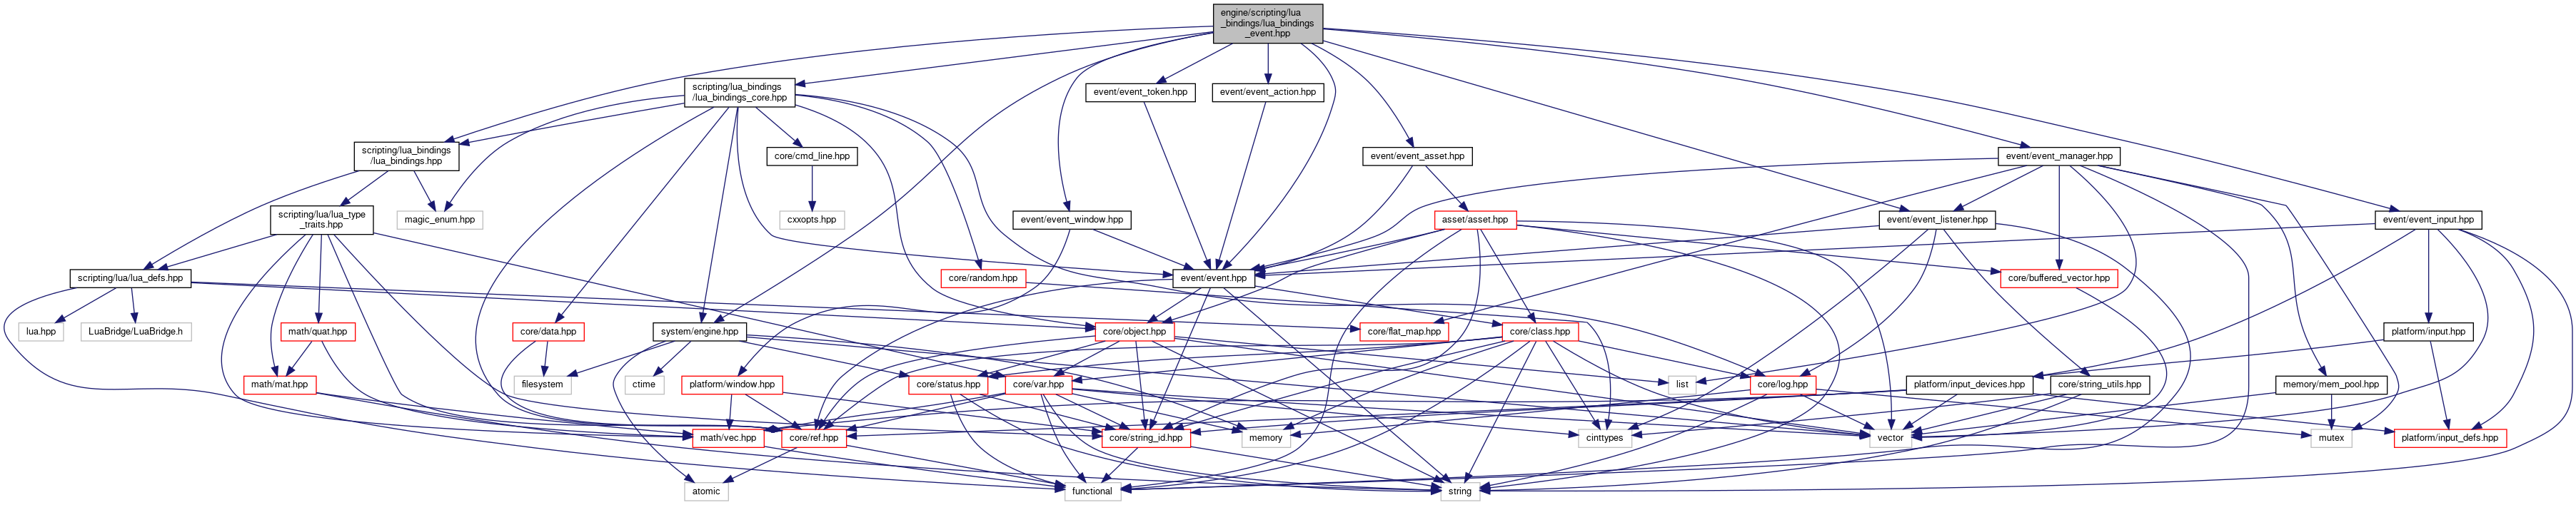 engine/scripting/lua
_bindings/lua_bindings
_event.hpp
scripting/lua_bindings
/lua_bindings_core.hpp
event/event_token.hpp
event/event_action.hpp
scripting/lua_bindings
/lua_bindings.hpp
core/cmd_line.hpp
event/event_asset.hpp
event/event_manager.hpp
scripting/lua/lua_type
_traits.hpp
magic_enum.hpp
cxxopts.hpp
event/event_window.hpp
asset/asset.hpp
event/event_listener.hpp
event/event_input.hpp
scripting/lua/lua_defs.hpp
core/random.hpp
event/event.hpp
core/buffered_vector.hpp
lua.hpp
LuaBridge/LuaBridge.h
math/quat.hpp
core/data.hpp
system/engine.hpp
core/object.hpp
core/flat_map.hpp
core/class.hpp
platform/input.hpp
math/mat.hpp
filesystem
ctime
platform/window.hpp
core/status.hpp
core/var.hpp
list
core/log.hpp
platform/input_devices.hpp
core/string_utils.hpp
memory/mem_pool.hpp
math/vec.hpp
core/ref.hpp
core/string_id.hpp
memory
cinttypes
vector
mutex
platform/input_defs.hpp
atomic
functional
string